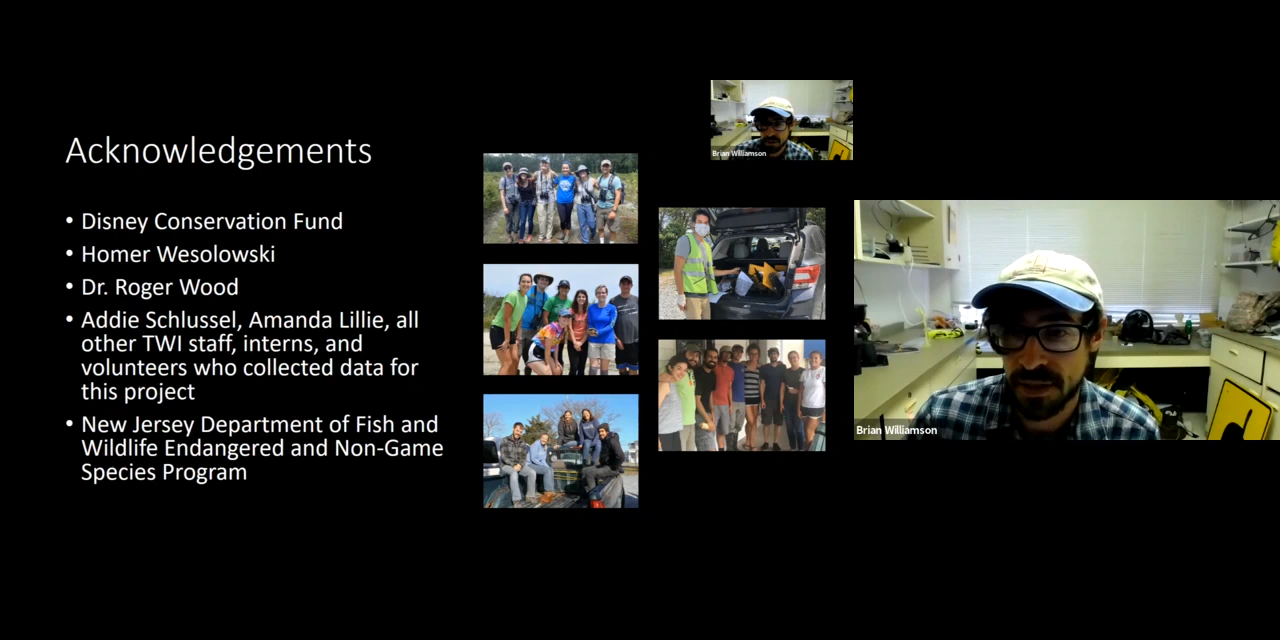 Acknowledgements
• Disney Conservation Fund
• Homer Wesolowski
• Dr. Roger Wood
• Addie Schlussel, Amanda Lillie, all
other TWI staff, interns, and
volunteers who collected data for
this project
• New Jersey Department of Fish and
Wildlife Endangered and Non-Game
Species Program
Brian Williamson
Brian Williamson